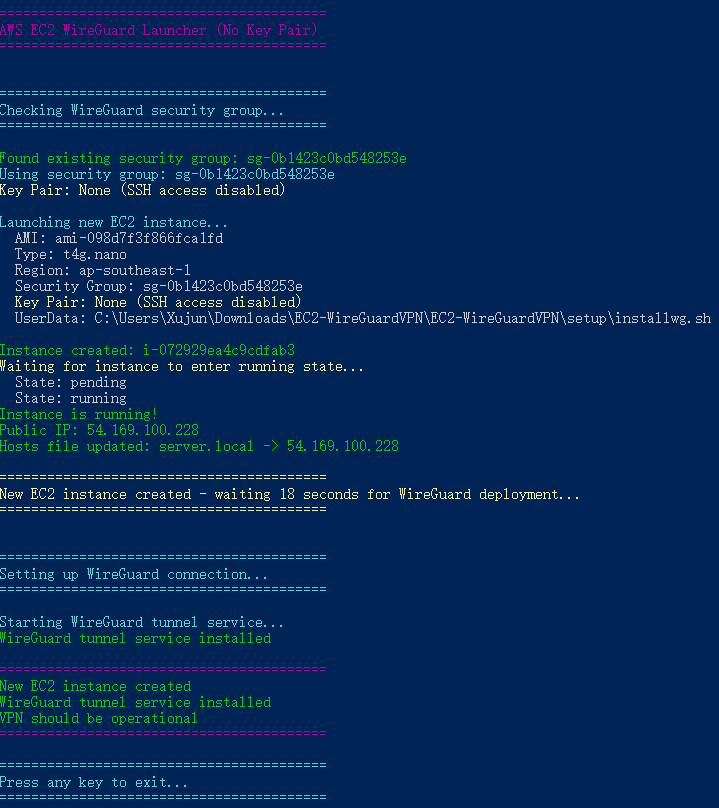 =========================================
AWS EC2 WireGuard Launcher (No Key Pair)
=========================================
=========================================
Checking WireGuard security group...
=========================================
Found existing security group: sg-0b1423c0bd548253e
Using security group: sg-0b1423c0bd548253e
Key Pair: None (SSH access disabled)
Launching new EC2 instance...
AMI: ami-098d7f3f866fca1fd
Type: t4g.nano
Region: ap-southeast-1
Security Group: sg-0b1423c0bd548253e
Key Pair: None (SSH access disabled)
UserData: C:\Users\Xujun\Downloads\EC2-WireGuardVPN\EC2-WireGuardVPN\setup\installwg.sh
Instance created: i-072929ea4c9cdfab3
Waiting for instance to enter running state...
State: pending
State: running
Instance is running!
Public IP: 54.169.100.228
Hosts file updated: server.local -> 54.169.100.228
=========================================
New EC2 instance created - waiting 18 seconds for WireGuard deployment...
=========================================
=========================================
Setting up WireGuard connection...
=========================================
Starting WireGuard tunnel service...
WireGuard tunnel service installed
=========================================
New EC2 instance created
WireGuard tunnel service installed
VPN should be operational
=========================================
=========================================
Press any key to exit...
=========================================